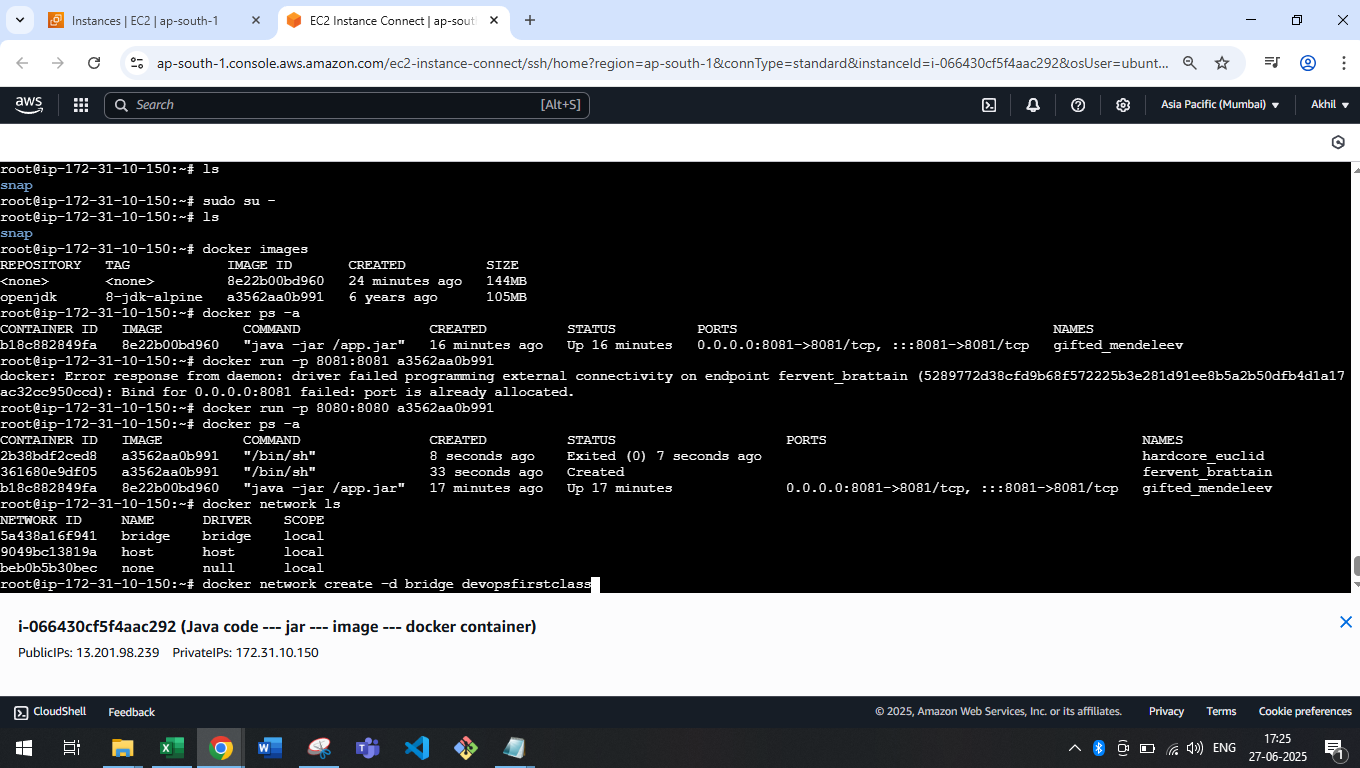 Instances | EC2 | ap-south-1
EC2 Instance Connect | ap-sout
ap-south-1.console.aws.amazon.com/ec2-instance-connect/ssh/home?region=ap-south-1&connType=standard&instanceId=i-066430cf5f4aac292&osUser=ubunt...
aws
Search
[Alt+S]
Asia Pacific (Mumbai)
Akhil
root@ip-172-31-10-150:~# ls
snap
root@ip-172-31-10-150:~# sudo su -
root@ip-172-31-10-150:~# ls
snap
root@ip-172-31-10-150:~# docker images
REPOSITORY TAG IMAGE ID CREATED SIZE
<none> <none> 8e22b00bd960 24 minutes ago 144MB
openjdk 8-jdk-alpine a3562aa0b991 6 years ago 105MB
root@ip-172-31-10-150:~# docker ps -a
CONTAINER ID IMAGE COMMAND CREATED STATUS PORTS NAMES
b18c882849fa 8e22b00bd960 "java -jar /app.jar" 16 minutes ago Up 16 minutes 0.0.0.0:8081->8081/tcp, :::8081->8081/tcp gifted_mendeleev
root@ip-172-31-10-150:~# docker run -p 8081:8081 a3562aa0b991
docker: Error response from daemon: driver failed programming external connectivity on endpoint fervent_brattain (5289772d38cfd9b68f572225b3e281d91ee8b5a2b50dfb4d1a17
ac32cc950ccd): Bind for 0.0.0.0:8081 failed: port is already allocated.
root@ip-172-31-10-150:~# docker run -p 8080:8080 a3562aa0b991
root@ip-172-31-10-150:~# docker ps -a
CONTAINER ID IMAGE COMMAND CREATED STATUS PORTS NAMES
2b38bdf2ced8 a3562aa0b991 "/bin/sh" 8 seconds ago Exited (0) 7 seconds ago hardcore_euclid
361680e9df05 a3562aa0b991 "/bin/sh" 33 seconds ago Created fervent_brattain
b18c882849fa 8e22b00bd960 "java -jar /app.jar" 17 minutes ago Up 17 minutes 0.0.0.0:8081->8081/tcp, :::8081->8081/tcp gifted_mendeleev
root@ip-172-31-10-150:~# docker network ls
NETWORK ID NAME DRIVER SCOPE
5a438a16f941 bridge bridge local
9049bc13819a host host local
beb0b5b30bec none null local
root@ip-172-31-10-150:~# docker network create -d bridge devopsfirstclass
i-066430cf5f4aac292 (Java code --- jar --- image --- docker container)
PublicIPs: 13.201.98.239 PrivateIPs: 172.31.10.150
CloudShell Feedback © 2025, Amazon Web Services, Inc. or its affiliates. Privacy Terms Cookie preferences
ENG
17:25
27-06-2025
1